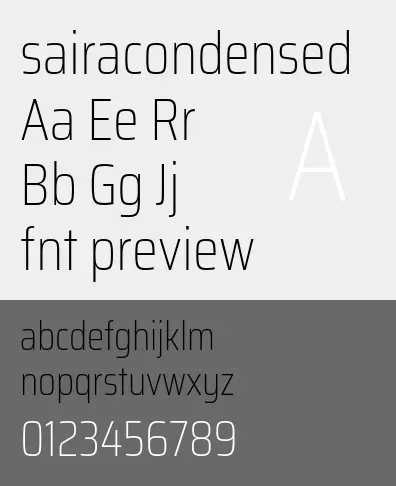 sairacondensed
Aa Ee Rr
A
Bb Gg Jj
fnt preview
abcdefghijklm
nopqrstuvwxyz
0123456789